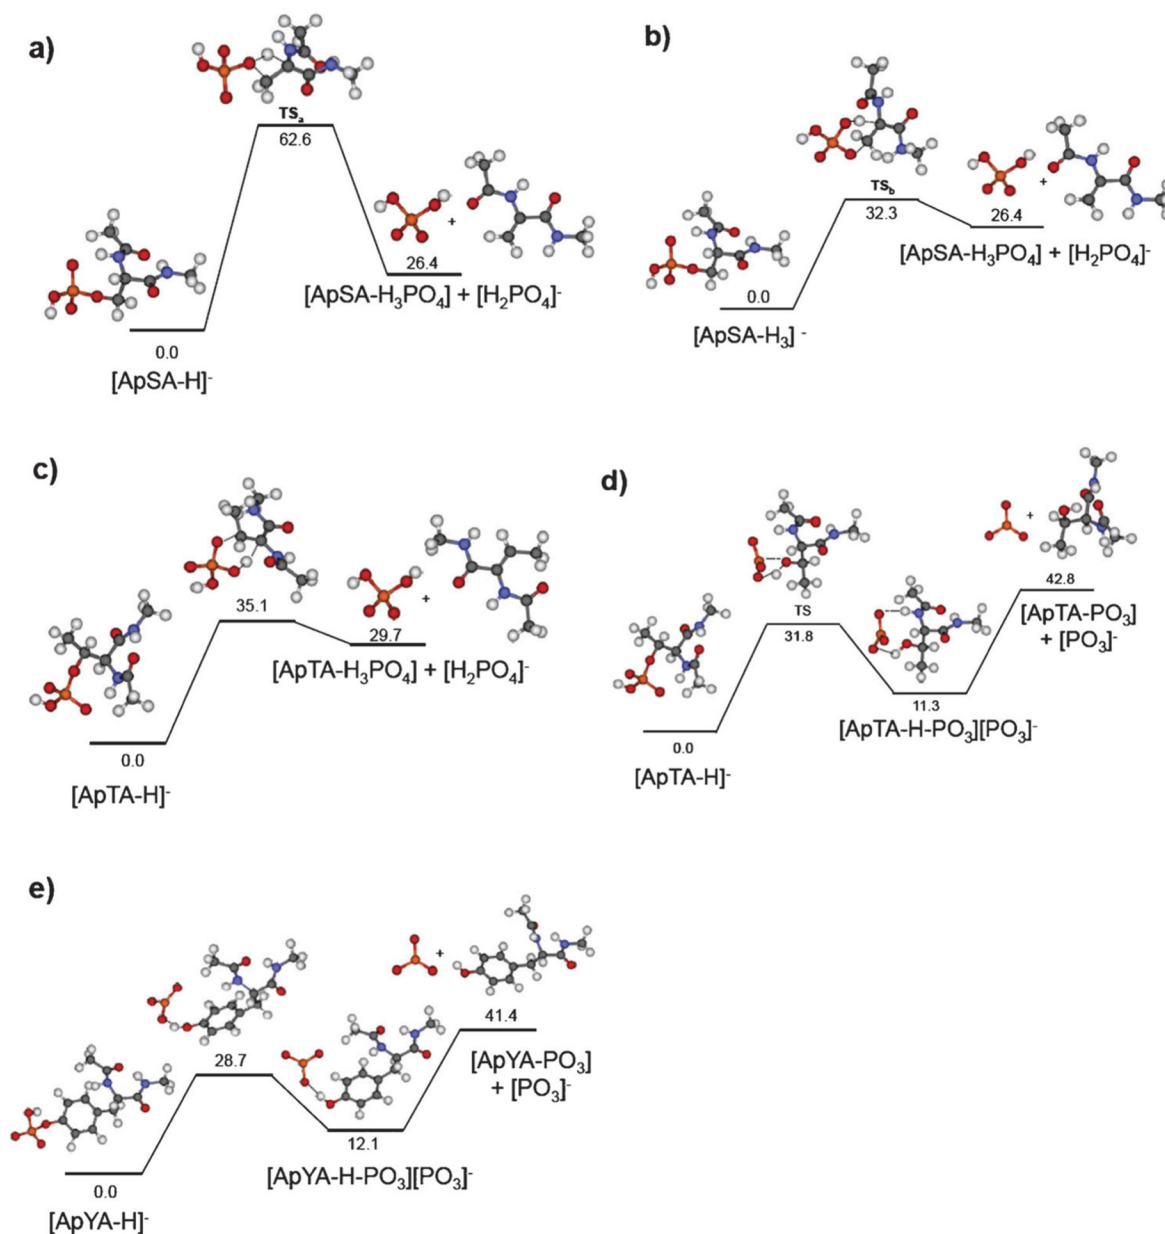 a)
TSₐ
62.6
+
26.4
[ApSA-H₃PO₄] + [H₂PO₄]⁻
0.0
[ApSA-H]⁻
b)
TS_b
32.3
+
26.4
[ApSA-H₃PO₄] + [H₂PO₄]⁻
0.0
[ApSA-H₃] ⁻
c)
35.1
+
29.7
[ApTA-H₃PO₄] + [H₂PO₄]⁻
0.0
[ApTA-H]⁻
d)
TS
31.8
+
42.8
[ApTA-PO₃]
+ [PO₃]⁻
11.3
[ApTA-H-PO₃][PO₃]⁻
0.0
[ApTA-H]⁻
e)
28.7
+
41.4
[ApYA-PO₃]
+ [PO₃]⁻
12.1
[ApYA-H-PO₃][PO₃]⁻
0.0
[ApYA-H]⁻